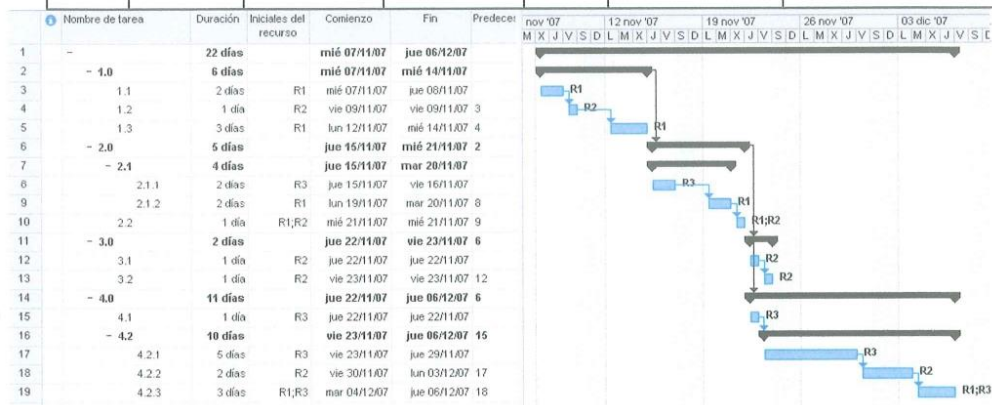 Nombre de tarea Duración Iniciales del recurso Comienzo Fin Predeces nov '07 12 nov '07 19 nov '07 26 nov '07 03 dic '07
M X J V S D L M X J V S D L M X J V S D L M X J V S D L M X J V S D
1 - 22 días mié 07/11/07 jue 06/12/07
2 - 1.0 6 días mié 07/11/07 mié 14/11/07
3 1.1 2 días R1 mié 07/11/07 jue 08/11/07 R1
4 1.2 1 día R2 vie 09/11/07 vie 09/11/07 3 R2
5 1.3 3 días R1 lun 12/11/07 mié 14/11/07 4 R1
6 - 2.0 5 días jue 15/11/07 mié 21/11/07 2
7 - 2.1 4 días jue 15/11/07 mar 20/11/07
8 2.1.1 2 días R3 jue 15/11/07 vie 16/11/07 R3
9 2.1.2 2 días R1 lun 19/11/07 mar 20/11/07 8 R1
10 2.2 1 día R1;R2 mié 21/11/07 mié 21/11/07 9 R1;R2
11 - 3.0 2 días jue 22/11/07 vie 23/11/07 6
12 3.1 1 día R2 jue 22/11/07 jue 22/11/07 R2
13 3.2 1 día R2 vie 23/11/07 vie 23/11/07 12 R2
14 - 4.0 11 días jue 22/11/07 jue 06/12/07 6
15 4.1 1 día R3 jue 22/11/07 jue 22/11/07 R3
16 - 4.2 10 días vie 23/11/07 jue 06/12/07 15
17 4.2.1 5 días R3 vie 23/11/07 jue 29/11/07 R3
18 4.2.2 2 días R2 vie 30/11/07 lun 03/12/07 17 R2
19 4.2.3 3 días R1;R3 mar 04/12/07 jue 06/12/07 18 R1;R3